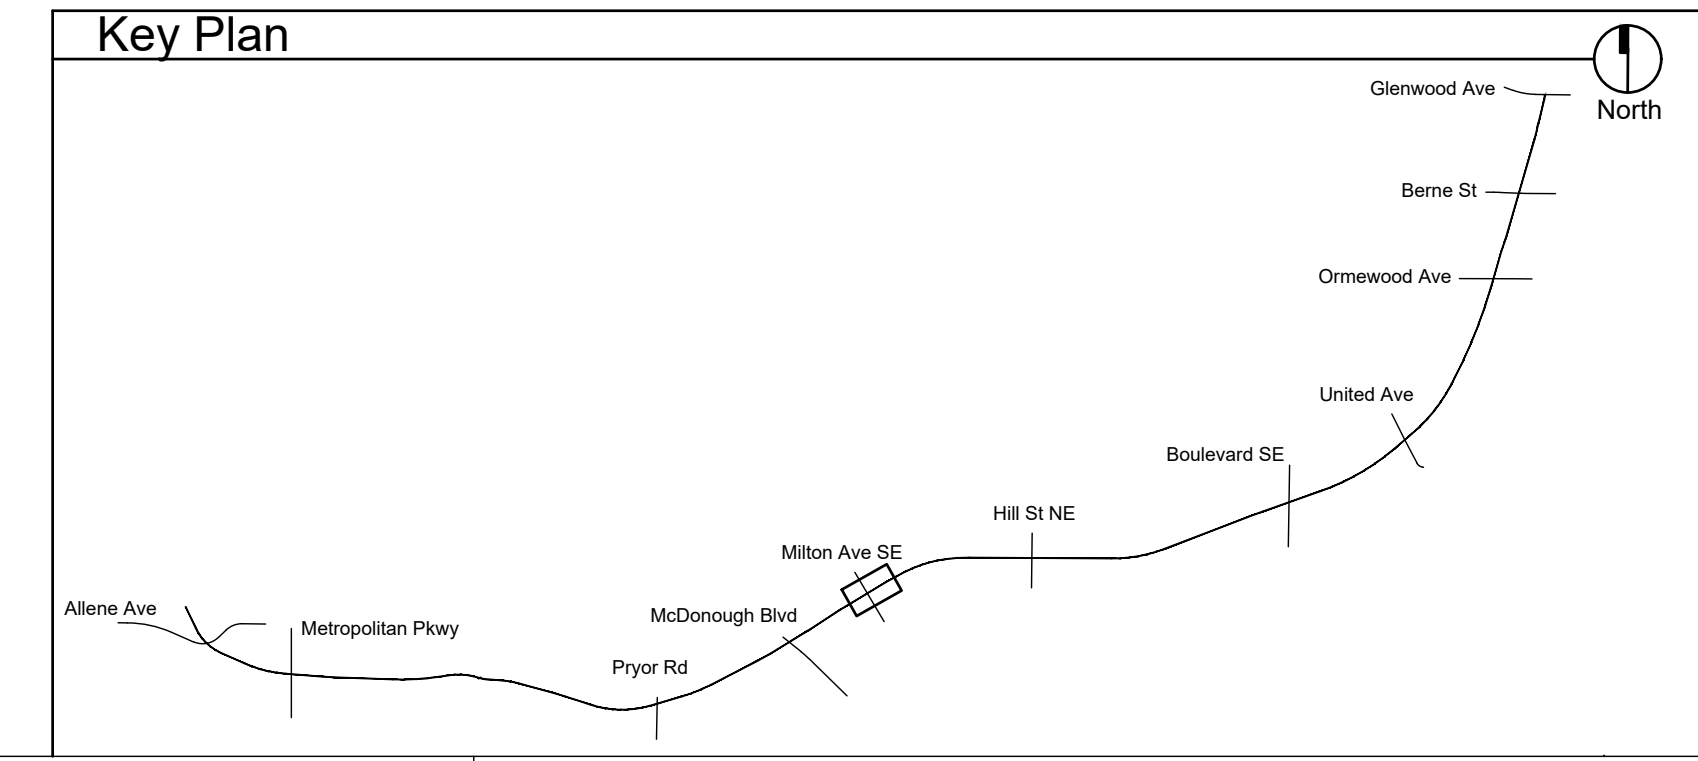 Key Plan
North
Glenwood Ave
Berne St
Ormewood Ave
United Ave
Boulevard SE
Hill St NE
Milton Ave SE
McDonough Blvd
Allene Ave
Metropolitan Pkwy
Pryor Rd